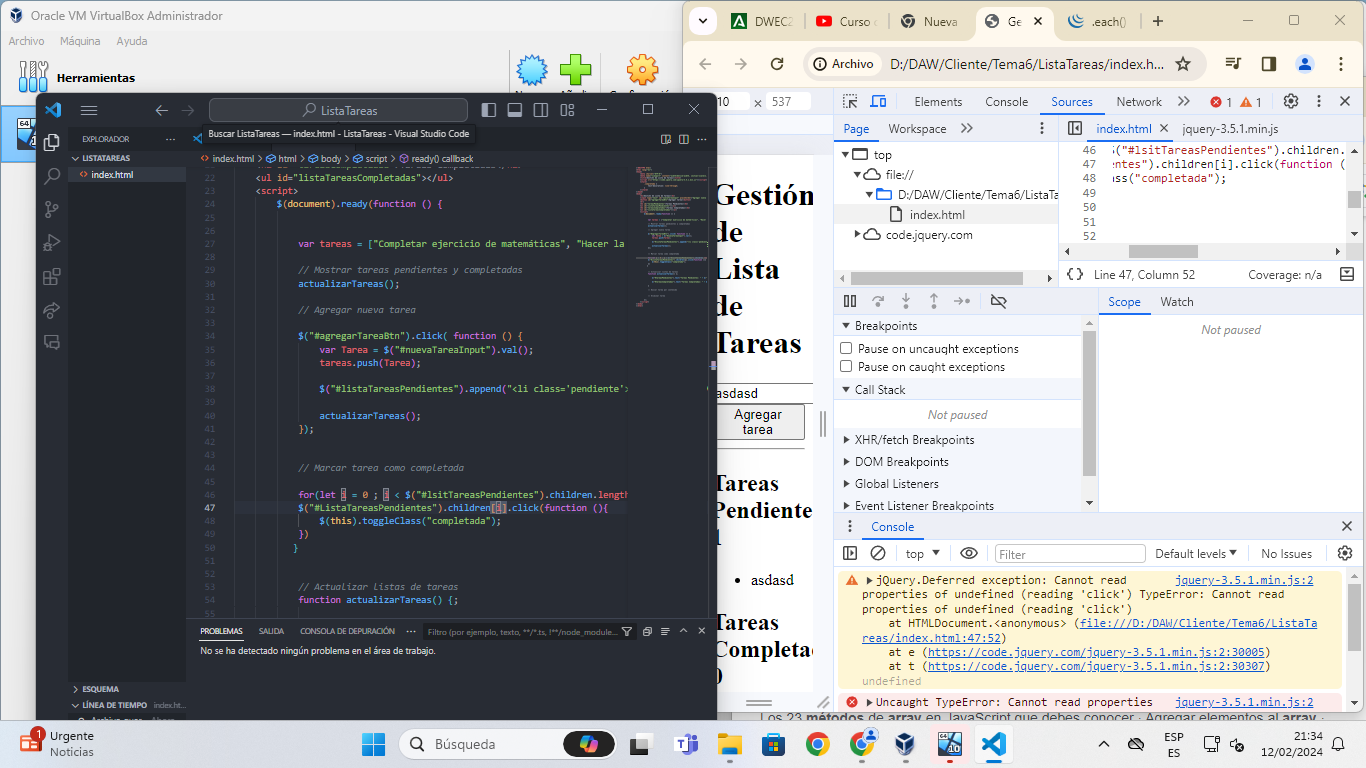 Oracle VM VirtualBox Administrador
Archivo Máquina Ayuda
Herramientas
ListaTareas
Buscar ListaTareas — index.html - ListaTareas - Visual Studio Code
EXPLORADOR
LISTATAREAS
index.html
index.html > html > body > script > ready() callback
22
23 <ul id="listaTareasCompletadas"></ul>
<script>
24 $(document).ready(function () {
25
26
27 var tareas = ["Completar ejercicio de matemáticas", "Hacer la
28
29 // Mostrar tareas pendientes y completadas
30 actualizarTareas();
31
32 // Agregar nueva tarea
33
34 $("#agregarTareaBtn").click( function () {
35 var Tarea = $("#nuevaTareaInput").val();
36 tareas.push(Tarea);
37
38 $("#listaTareasPendientes").append("<li class='pendiente'>
39
40 actualizarTareas();
41 });
42
43
44 // Marcar tarea como completada
45
46 for(let i = 0 ; i < $("#lsitTareasPendientes").children.length
47 $("#ListaTareasPendientes").children[i].click(function (){
48 $(this).toggleClass("completada");
49 })
50 }
51
52
53 // Actualizar listas de tareas
54 function actualizarTareas() {;
55
PROBLEMAS SALIDA CONSOLA DE DEPURACIÓN ··· Filtro (por ejemplo, texto, **/*.ts, !**/node_module...
No se ha detectado ningún problema en el área de trabajo.
ESQUEMA
LÍNEA DE TIEMPO index.ht...
DWEC2
Curso d
Nueva
Ge
.each()
Archivo D:/DAW/Cliente/Tema6/ListaTareas/index.h...
10 × 537
Gestión
de
Lista
de
Tareas
asdasd
Agregar
tarea
Tareas
Pendiente
1
• asdasd
Tareas
Completad
0
Elements Console Sources Network 1 1
Page Workspace
top
file://
D:/DAW/Cliente/Tema6/ListaTa
index.html
code.jquery.com
index.html jquery-3.5.1.min.js
46 $("#lsitTareasPendientes").children.
47 entes").children[i].click(function (
48 ass("completada");
49
50
51
52
{} Line 47, Column 52 Coverage: n/a
Breakpoints
Pause on uncaught exceptions
Pause on caught exceptions
Call Stack
Not paused
XHR/fetch Breakpoints
DOM Breakpoints
Global Listeners
Event Listener Breakpoints
Scope Watch
Not paused
Console
top Filter Default levels No Issues
jQuery.Deferred exception: Cannot read jquery-3.5.1.min.js:2
properties of undefined (reading 'click') TypeError: Cannot read
properties of undefined (reading 'click')
at HTMLDocument.<anonymous> (file:///D:/DAW/Cliente/Tema6/ListaTa
reas/index.html:47:52)
at e (https://code.jquery.com/jquery-3.5.1.min.js:2:30005)
at t (https://code.jquery.com/jquery-3.5.1.min.js:2:30307)
undefined
Uncaught TypeError: Cannot read properties jquery-3.5.1.min.js:2
Los 23 métodos de array en JavaScript que debes conocer · Agregar elementos al array ·
1
Urgente
Noticias
Búsqueda
ESP
ES
21:34
12/02/2024